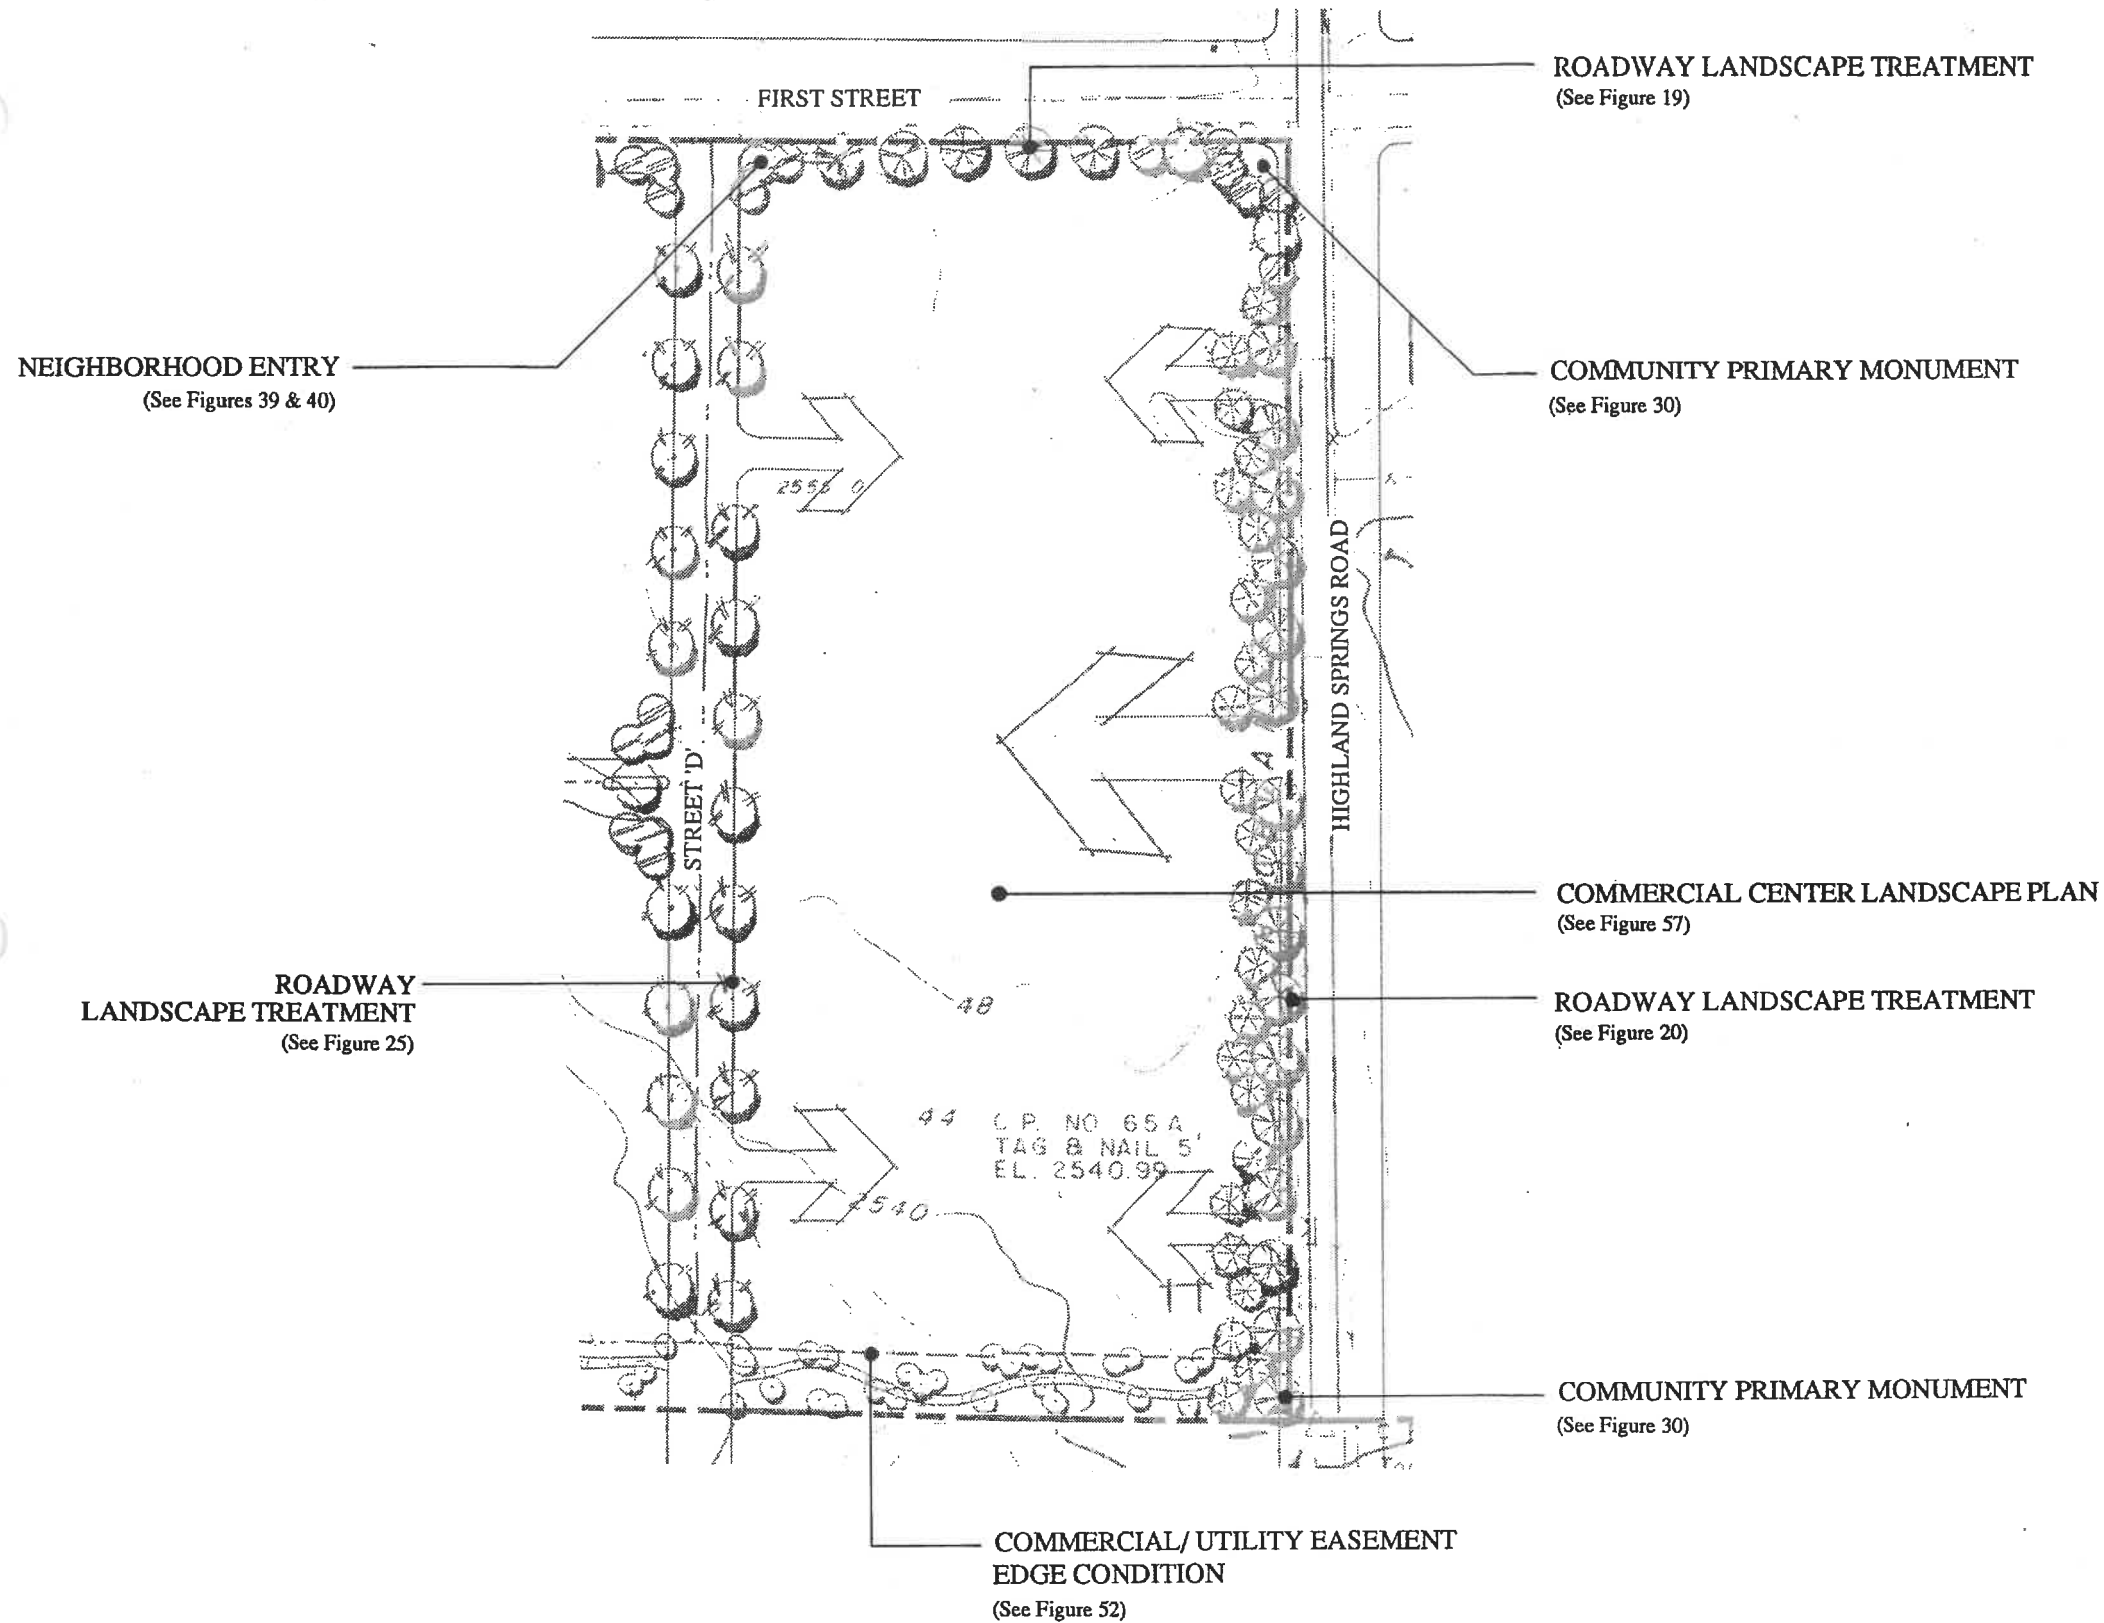 ROADWAY LANDSCAPE TREATMENT
(See Figure 19)
FIRST STREET
NEIGHBORHOOD ENTRY
(See Figures 39 & 40)
COMMUNITY PRIMARY MONUMENT
(See Figure 30)
2556 0
HIGHLAND SPRINGS ROAD
STREET 'D'
COMMERCIAL CENTER LANDSCAPE PLAN
(See Figure 57)
ROADWAY
LANDSCAPE TREATMENT
(See Figure 25)
48
ROADWAY LANDSCAPE TREATMENT
(See Figure 20)
44
C.P. NO 65A
TAG & NAIL 5'
EL. 2540.99
2540
COMMUNITY PRIMARY MONUMENT
(See Figure 30)
COMMERCIAL/ UTILITY EASEMENT
EDGE CONDITION
(See Figure 52)